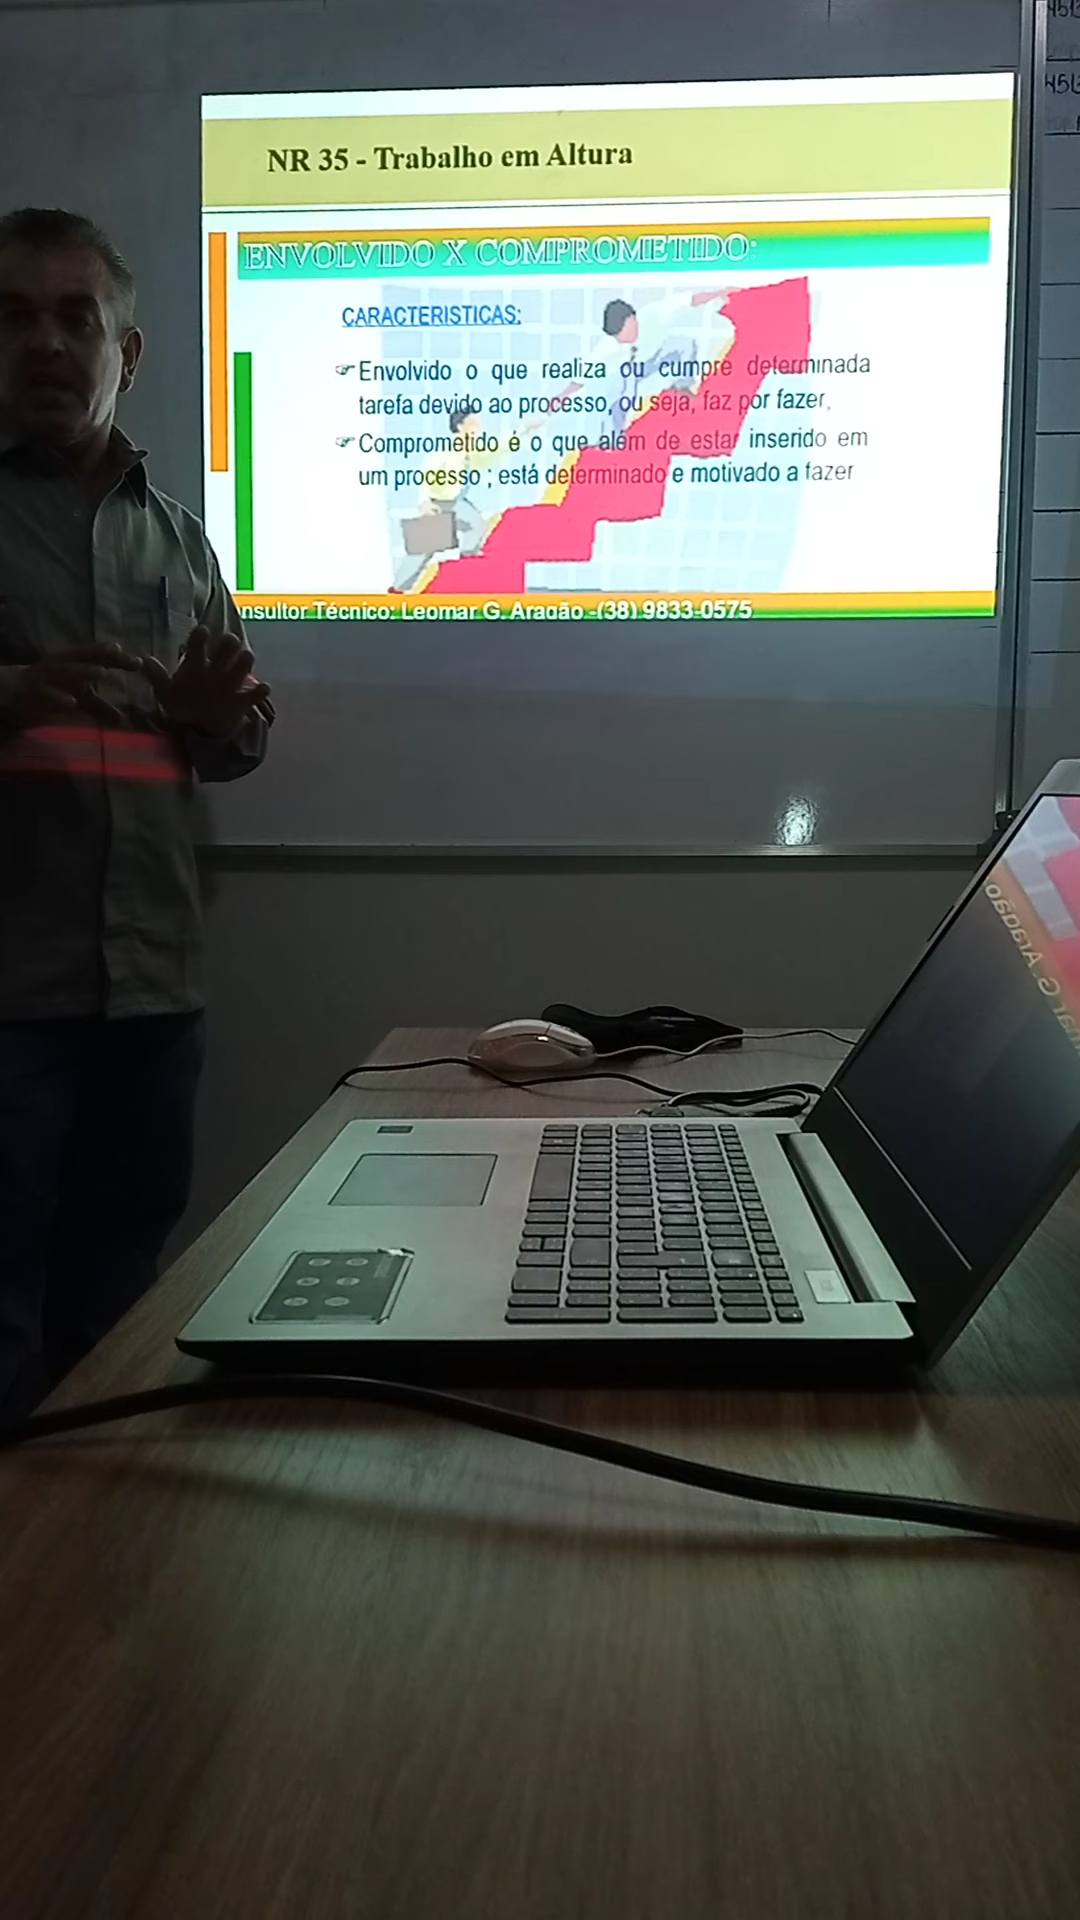 NR 35 - Trabalho em Altura
ENVOLVIDO X COMPROMETIDO:
CARACTERISTICAS:
Envolvido o que realiza ou cumpre determinada
tarefa devido ao processo, ou seja, faz por fazer,
Comprometido é o que além de estar inserido em
um processo ; está determinado e motivado a fazer
nsultor Técnico: Leomar G. Aragão -(38) 9833-0575